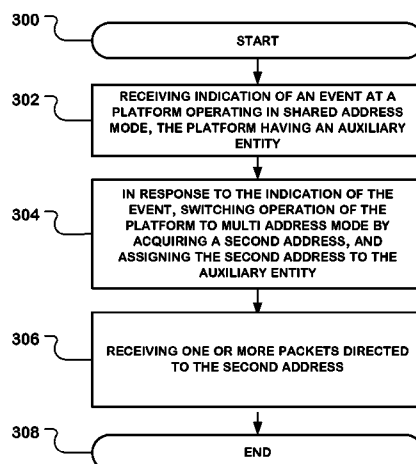 300
START
302
RECEIVING INDICATION OF AN EVENT AT A
PLATFORM OPERATING IN SHARED ADDRESS
MODE, THE PLATFORM HAVING AN AUXILIARY
ENTITY
304
IN RESPONSE TO THE INDICATION OF THE
EVENT, SWITCHING OPERATION OF THE
PLATFORM TO MULTI ADDRESS MODE BY
ACQUIRING A SECOND ADDRESS, AND
ASSIGNING THE SECOND ADDRESS TO THE
AUXILIARY ENTITY
306
RECEIVING ONE OR MORE PACKETS DIRECTED
TO THE SECOND ADDRESS
308
END